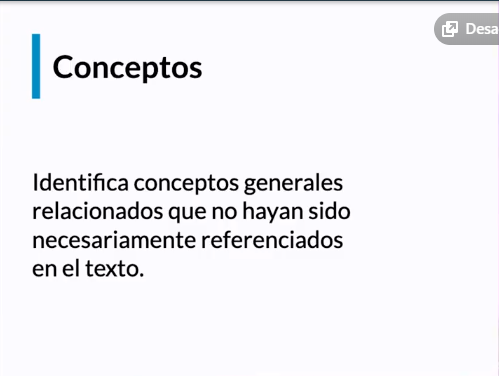 Desa
Conceptos
Identifica conceptos generales
relacionados que no hayan sido
necesariamente referenciados
en el texto.